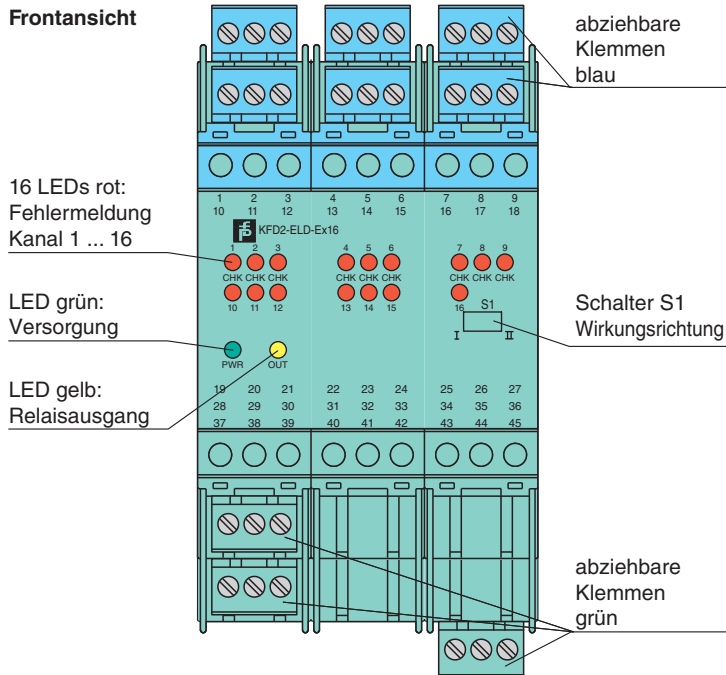 Frontansicht
abziehbare
Klemmen
blau
1 2 3 4 5 6 7 8 9
10 11 12 13 14 15 16 17 18
16 LEDs rot:
Fehlermeldung
Kanal 1 ... 16
KFD2-ELD-Ex16
1 2 3 4 5 6 7 8 9
CHK CHK CHK CHK CHK CHK CHK CHK CHK
10 11 12 13 14 15 16
S1
I II
LED grün:
Versorgung
Schalter S1
Wirkungsrichtung
PWR OUT
LED gelb:
Relaisausgang
19 20 21 22 23 24 25 26 27
28 29 30 31 32 33 34 35 36
37 38 39 40 41 42 43 44 45
abziehbare
Klemmen
grün